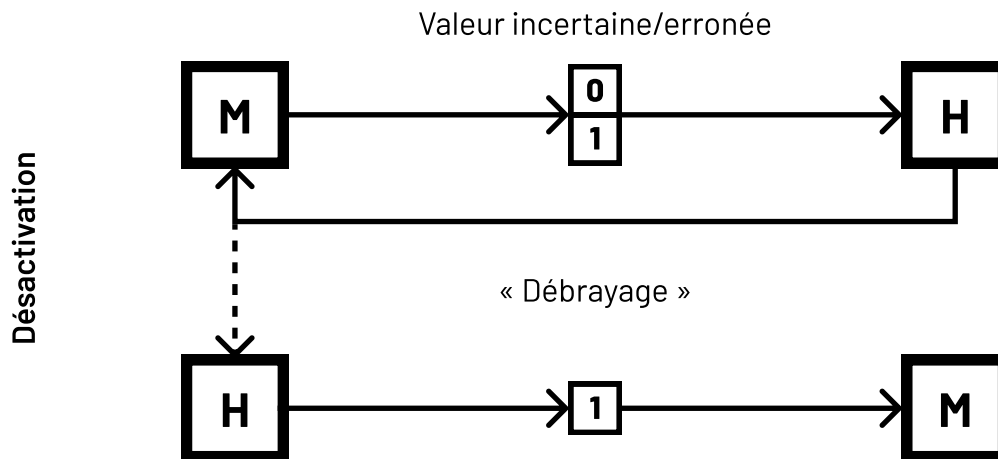 Valeur incertaine/erronée
M
0
1
H
Désactivation
« Débrayage »
H
1
M